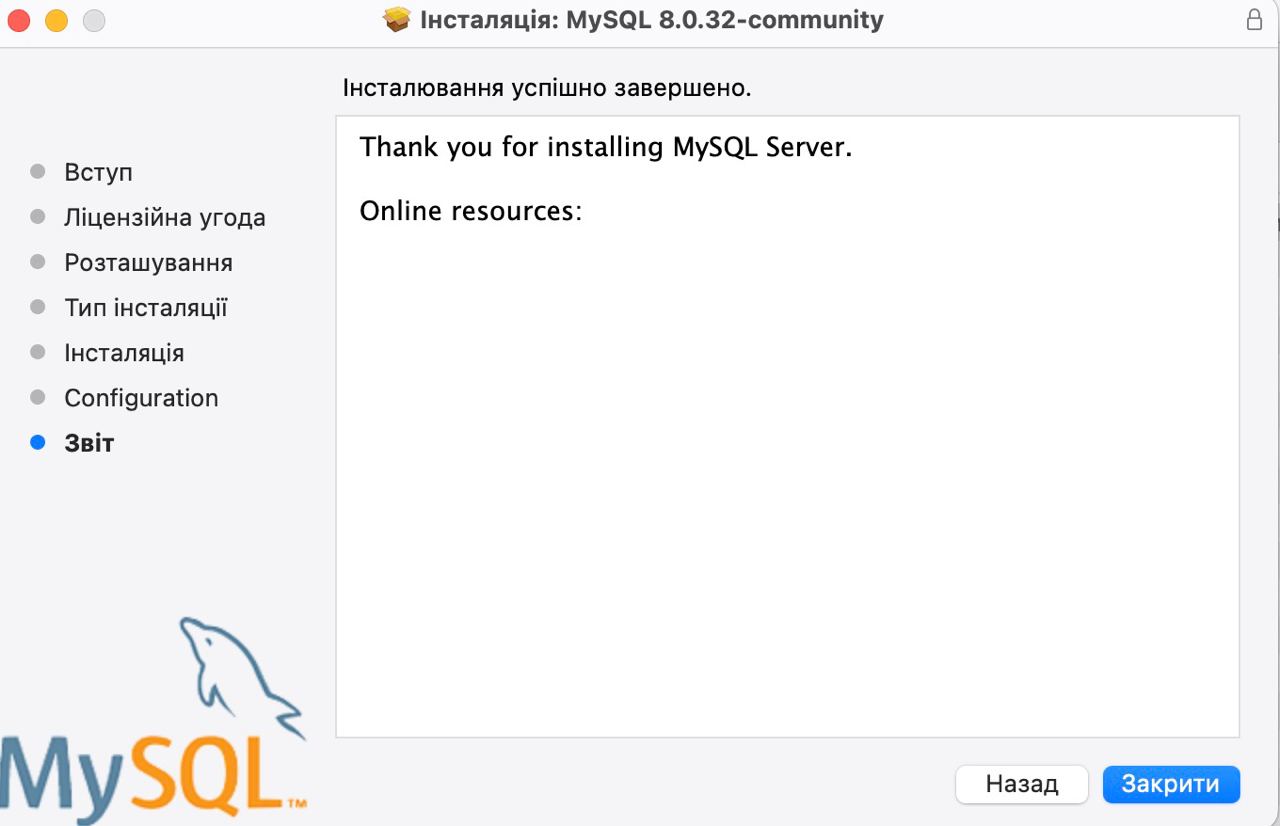 Інсталяція: MySQL 8.0.32-community
Інсталювання успішно завершено.
Вступ
Ліцензійна угода
Розташування
Тип інсталяції
Інсталяція
Configuration
Звіт
Thank you for installing MySQL Server.
Online resources:
MySQL™
Назад
Закрити